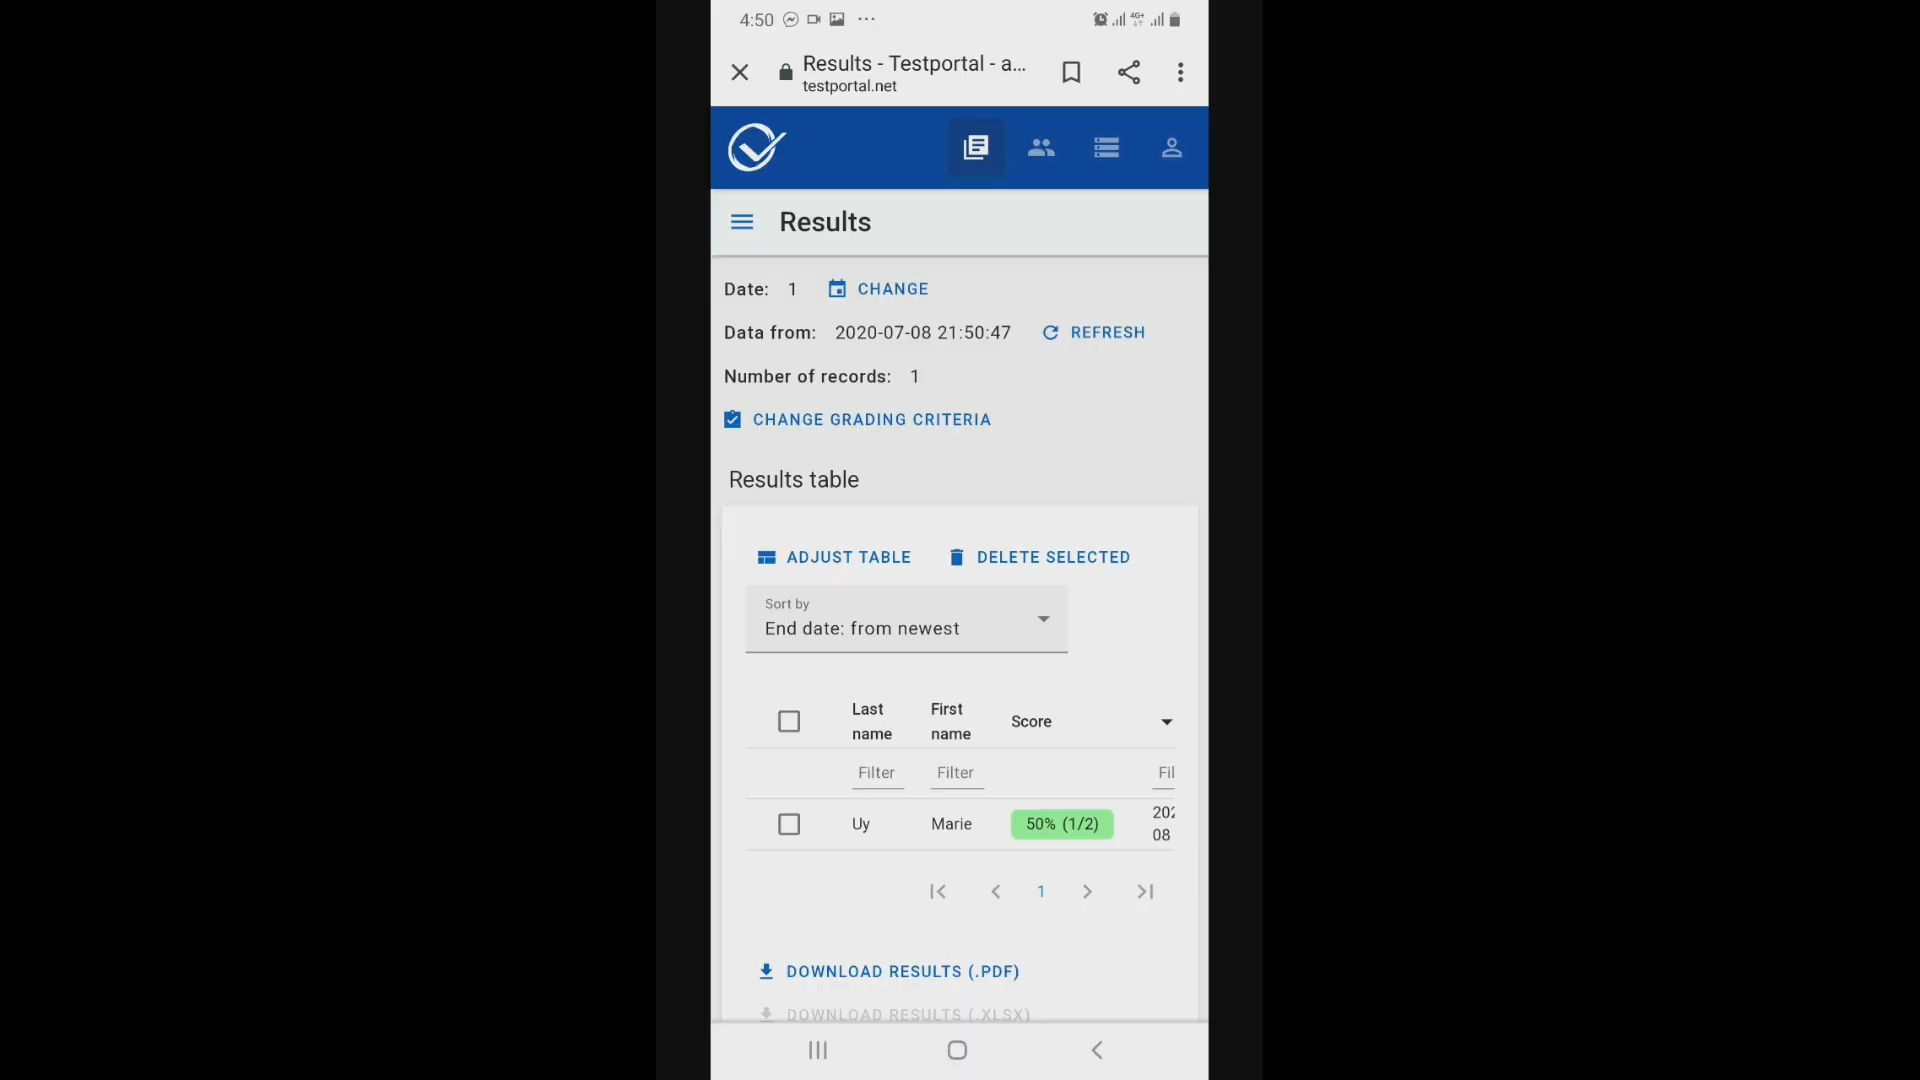 4:50
4G+
Results - Testportal - a...
testportal.net
Results
Date: 1 CHANGE
Data from: 2020-07-08 21:50:47 REFRESH
Number of records: 1
CHANGE GRADING CRITERIA
Results table
ADJUST TABLE DELETE SELECTED
Sort by
End date: from newest
Last name First name Score
Filter Filter Fil
Uy Marie 50% (1/2)
08
1
DOWNLOAD RESULTS (.PDF)
DOWNLOAD RESULTS (.XLSX)